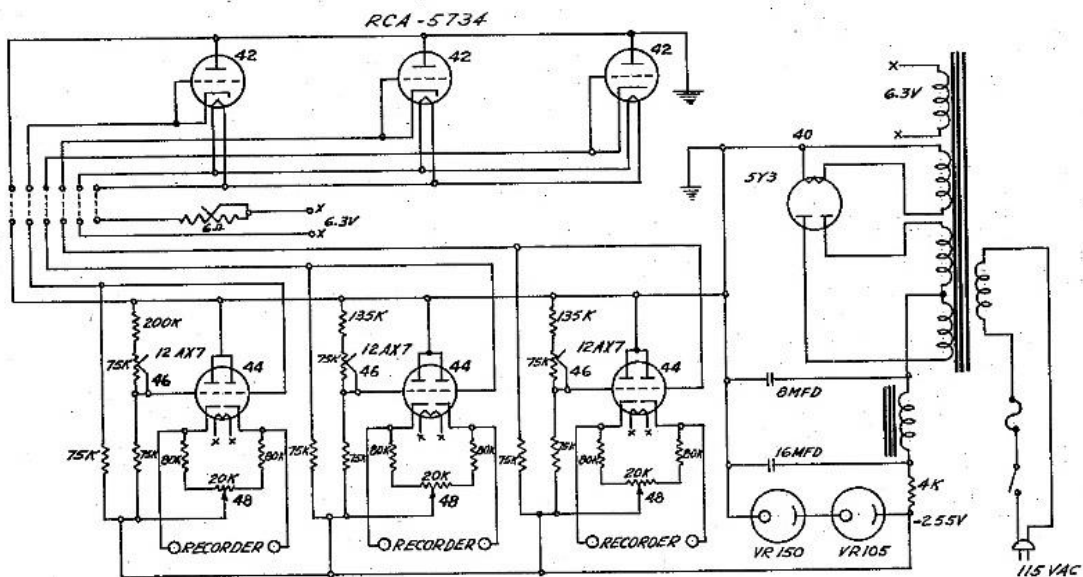 RCA-5734
42
42
42
6.3V
X
X
40
5Y3
6Ω
X
6.3V
X
200K
135K
135K
75K
12AX7
46
44
75K
12AX7
46
44
75K
12AX7
46
44
8MFD
X X
X X
X X
75K
75K
80K
80K
75K
75K
80K
80K
75K
75K
80K
80K
16MFD
20K
48
20K
48
20K
48
4K
-255V
RECORDER
RECORDER
RECORDER
VR150
VR105
115 VAC